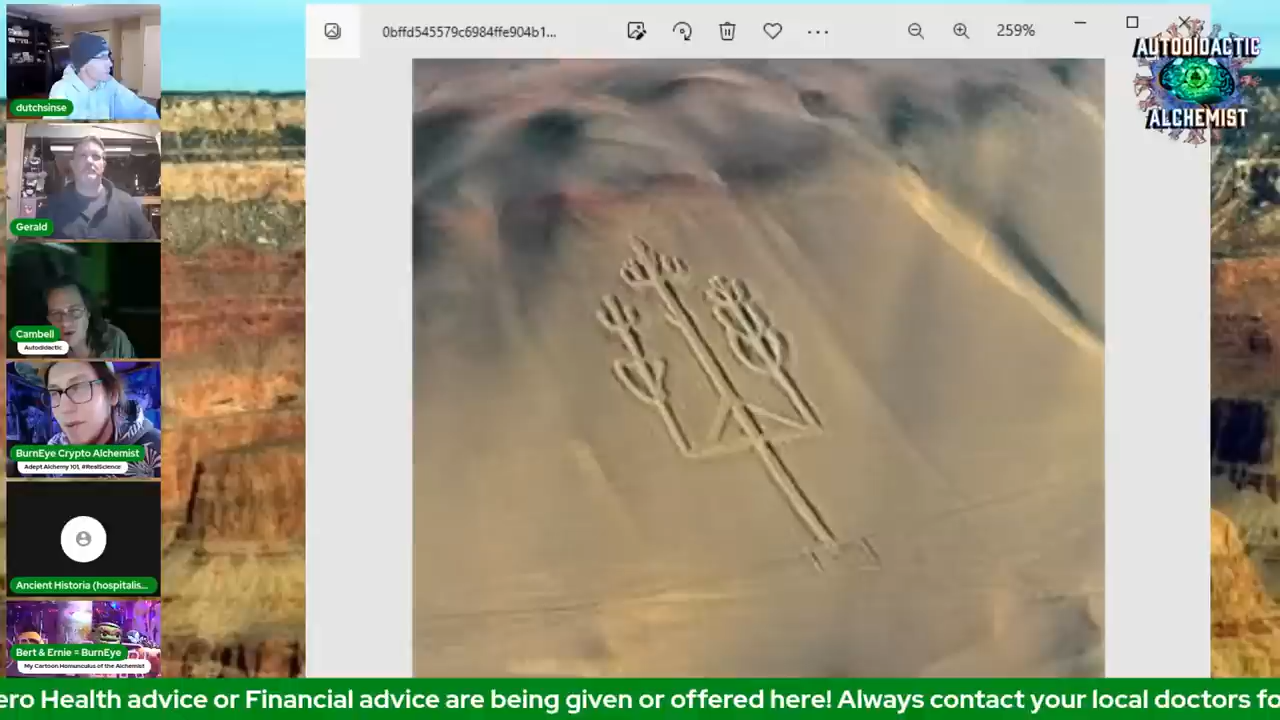 0bffd545579c6984ffe904b1...
259%
AUTODIDACTIC
ALCHEMIST
dutchsinse
Gerald
Cambell
Autodidactic
BurnEye Crypto Alchemist
Adept Alchemy 101, #RealScience
Ancient Historia (hospitalis...
Bert & Ernie = BurnEye
My Cartoon Homunculus of the Alchemist
ero Health advice or Financial advice are being given or offered here! Always contact your local doctors fo